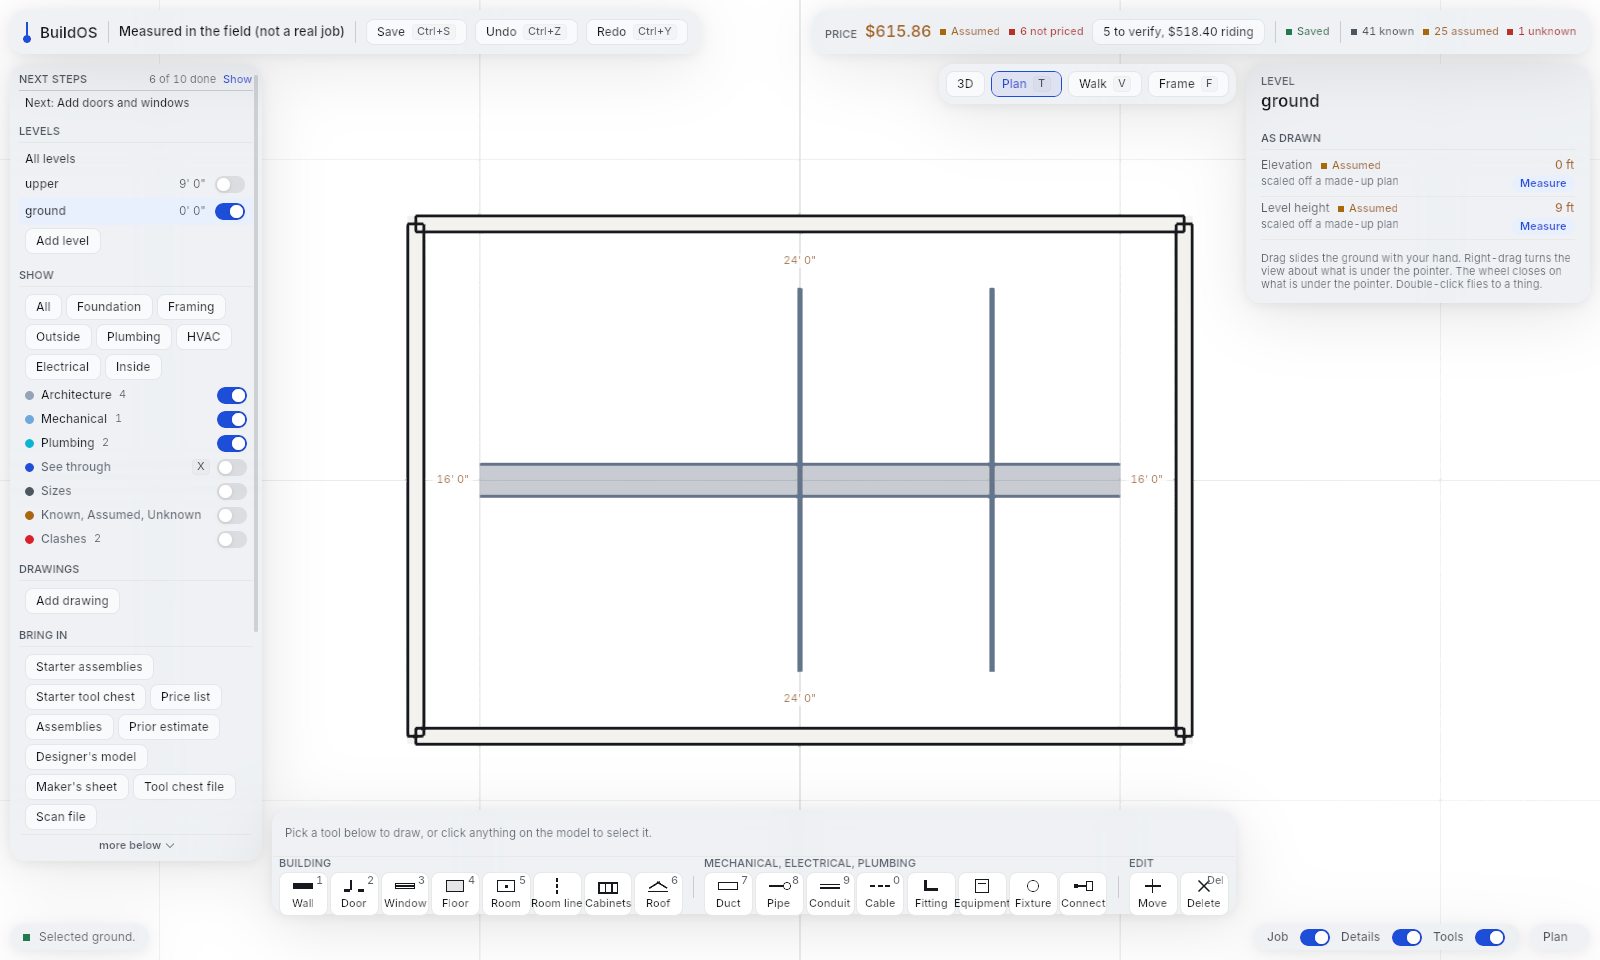 BuildOS
Measured in the field (not a real job)
Save Ctrl+S
Undo Ctrl+Z
Redo Ctrl+Y
PRICE $615.86 Assumed 6 not priced
5 to verify, $518.40 riding
Saved
41 known 25 assumed 1 unknown
NEXT STEPS 6 of 10 done Show
Next: Add doors and windows
LEVELS
All levels
upper 9' 0"
ground 0' 0"
Add level
SHOW
All Foundation Framing
Outside Plumbing HVAC
Electrical Inside
Architecture 4
Mechanical 1
Plumbing 2
See through X
Sizes
Known, Assumed, Unknown
Clashes 2
DRAWINGS
Add drawing
BRING IN
Starter assemblies
Starter tool chest Price list
Assemblies Prior estimate
Designer's model
Maker's sheet Tool chest file
Scan file
more below
3D Plan T Walk V Frame F
LEVEL
ground
AS DRAWN
Elevation Assumed 0 ft
scaled off a made-up plan Measure
Level height Assumed 9 ft
scaled off a made-up plan Measure
Drag slides the ground with your hand. Right-drag turns the
view about what is under the pointer. The wheel closes on
what is under the pointer. Double-click flies to a thing.
24' 0"
16' 0"
16' 0"
24' 0"
Pick a tool below to draw, or click anything on the model to select it.
BUILDING
1 2 3 4 5 6
Wall Door Window Floor Room Room line Cabinets Roof
MECHANICAL, ELECTRICAL, PLUMBING
7 8 9 0
Duct Pipe Conduit Cable Fitting Equipment Fixture Connect
EDIT
Del
Move Delete
Selected ground.
Job Details Tools Plan